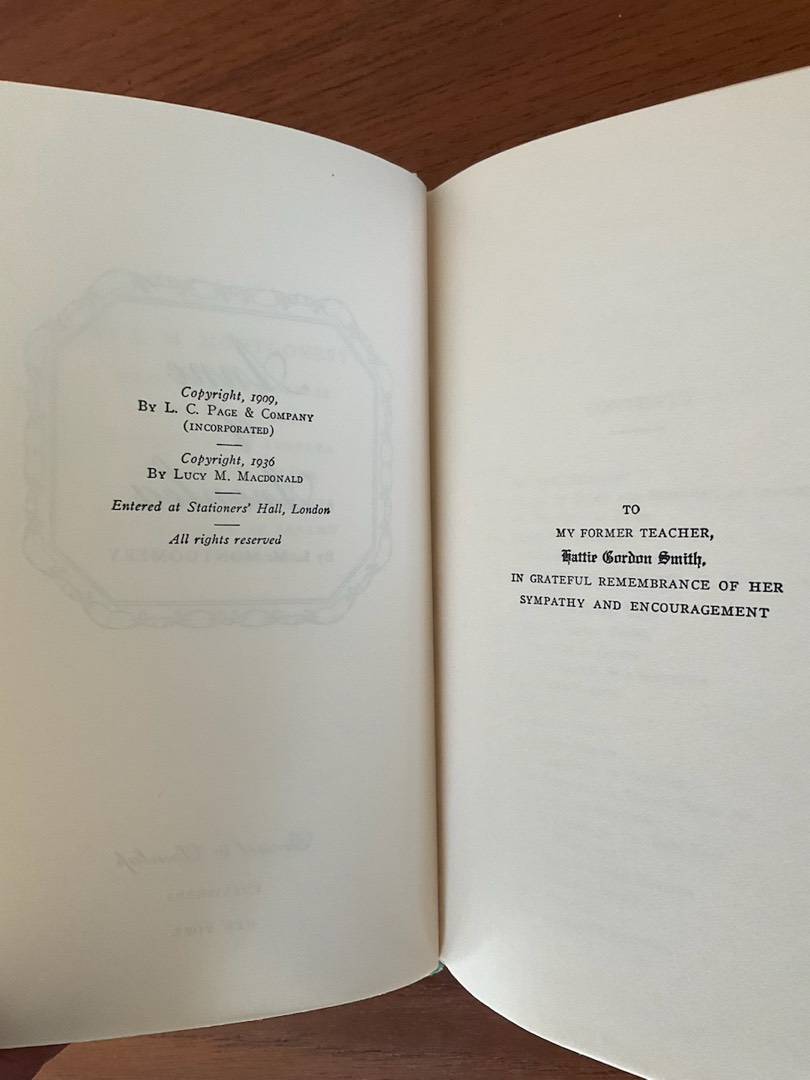 Copyright, 1909,
By L. C. Page & Company
(INCORPORATED)
Copyright, 1936
By Lucy M. Macdonald
Entered at Stationers' Hall, London
All rights reserved
TO
MY FORMER TEACHER,
Hattie Gordon Smith,
IN GRATEFUL REMEMBRANCE OF HER
SYMPATHY AND ENCOURAGEMENT